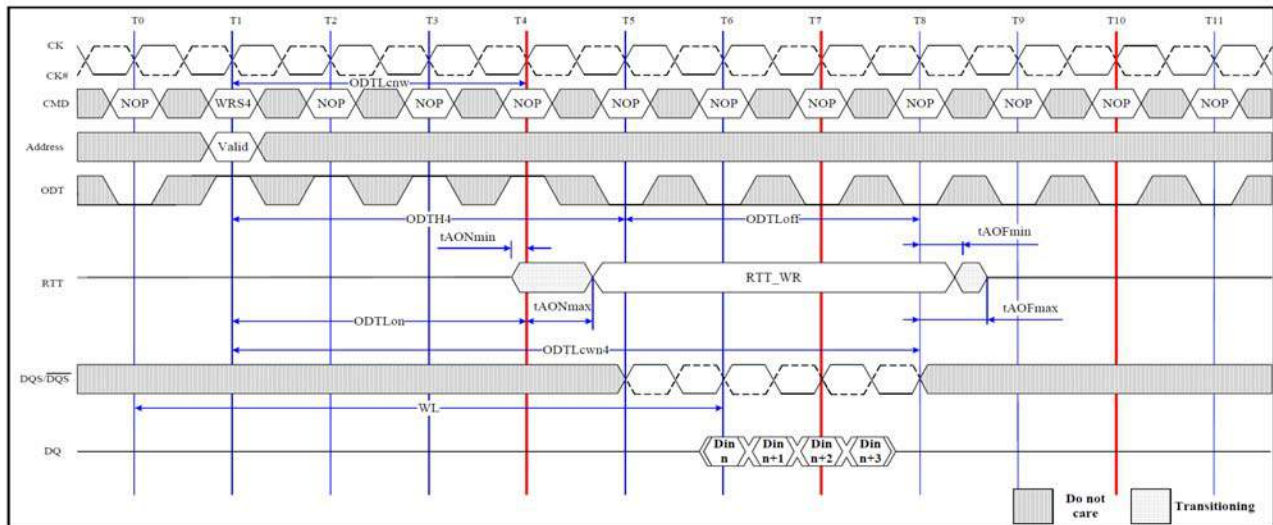 T0 T1 T2 T3 T4 T5 T6 T7 T8 T9 T10 T11
CK
CK#
ODTLcnw
CMD NOP WRS4 NOP NOP NOP NOP NOP NOP NOP NOP NOP NOP
Address Valid
ODT
ODTH4 ODTLoff
tAONmin tAOFmin
RTT RTT_WR
tAONmax tAOFmax
ODTLon
ODTLcwn4
DQS/DQS
WL
DQ Din n Din n+1 Din n+2 Din n+3
Do not care Transitioning